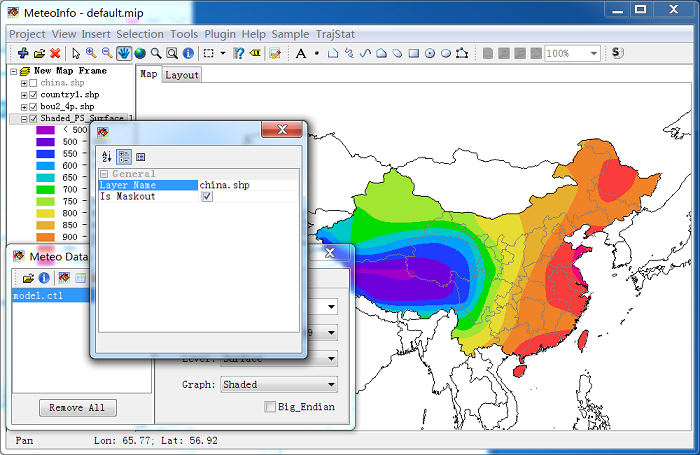 MeteoInfo - default.mip
Project View Insert Selection Tools Plugin Help Sample TrajStat
A 100% S
New Map Frame
china.shp
country1.shp
bou2_4p.shp
Shaded_PS_Surface_1
< 500
500 -
550 -
600 -
650 -
700 -
750 -
800 -
850 -
900 -
Map Layout
General
Layer Name china.shp
Is Maskout
Meteo Data
model.ctl
9
Level: Surface
Graph: Shaded
Big_Endian
Remove All
Pan Lon: 65.77; Lat: 56.92